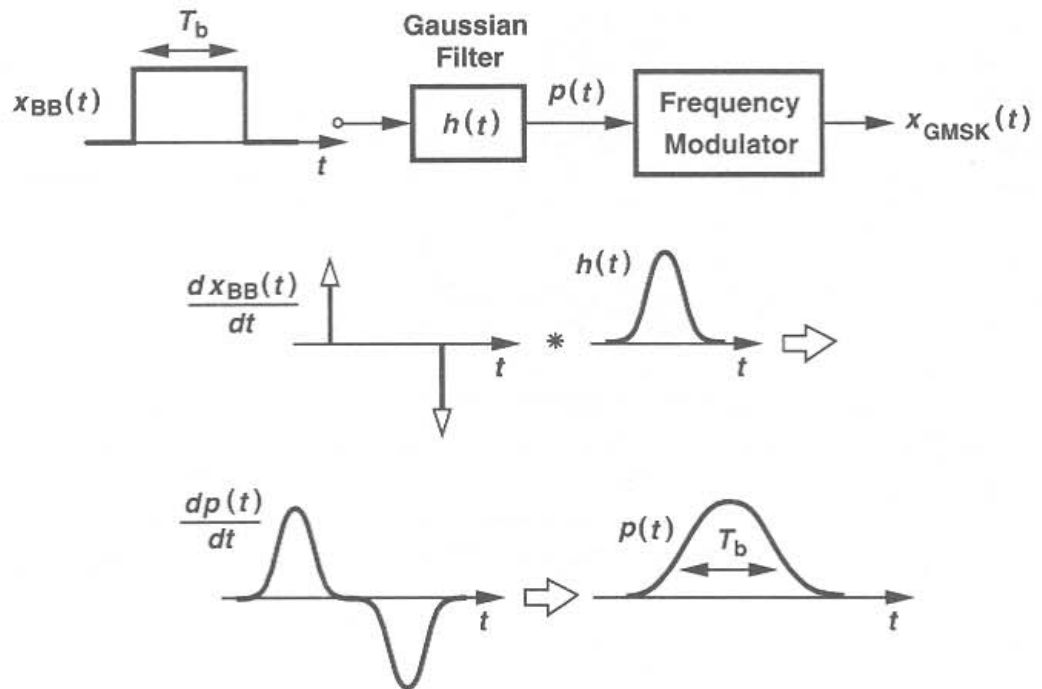 T_b
x_BB(t)
t
Gaussian
Filter
h(t)
p(t)
Frequency
Modulator
x_GMSK(t)
dx_BB(t)
dt
t
*
h(t)
t
dp(t)
dt
t
p(t)
T_b
t